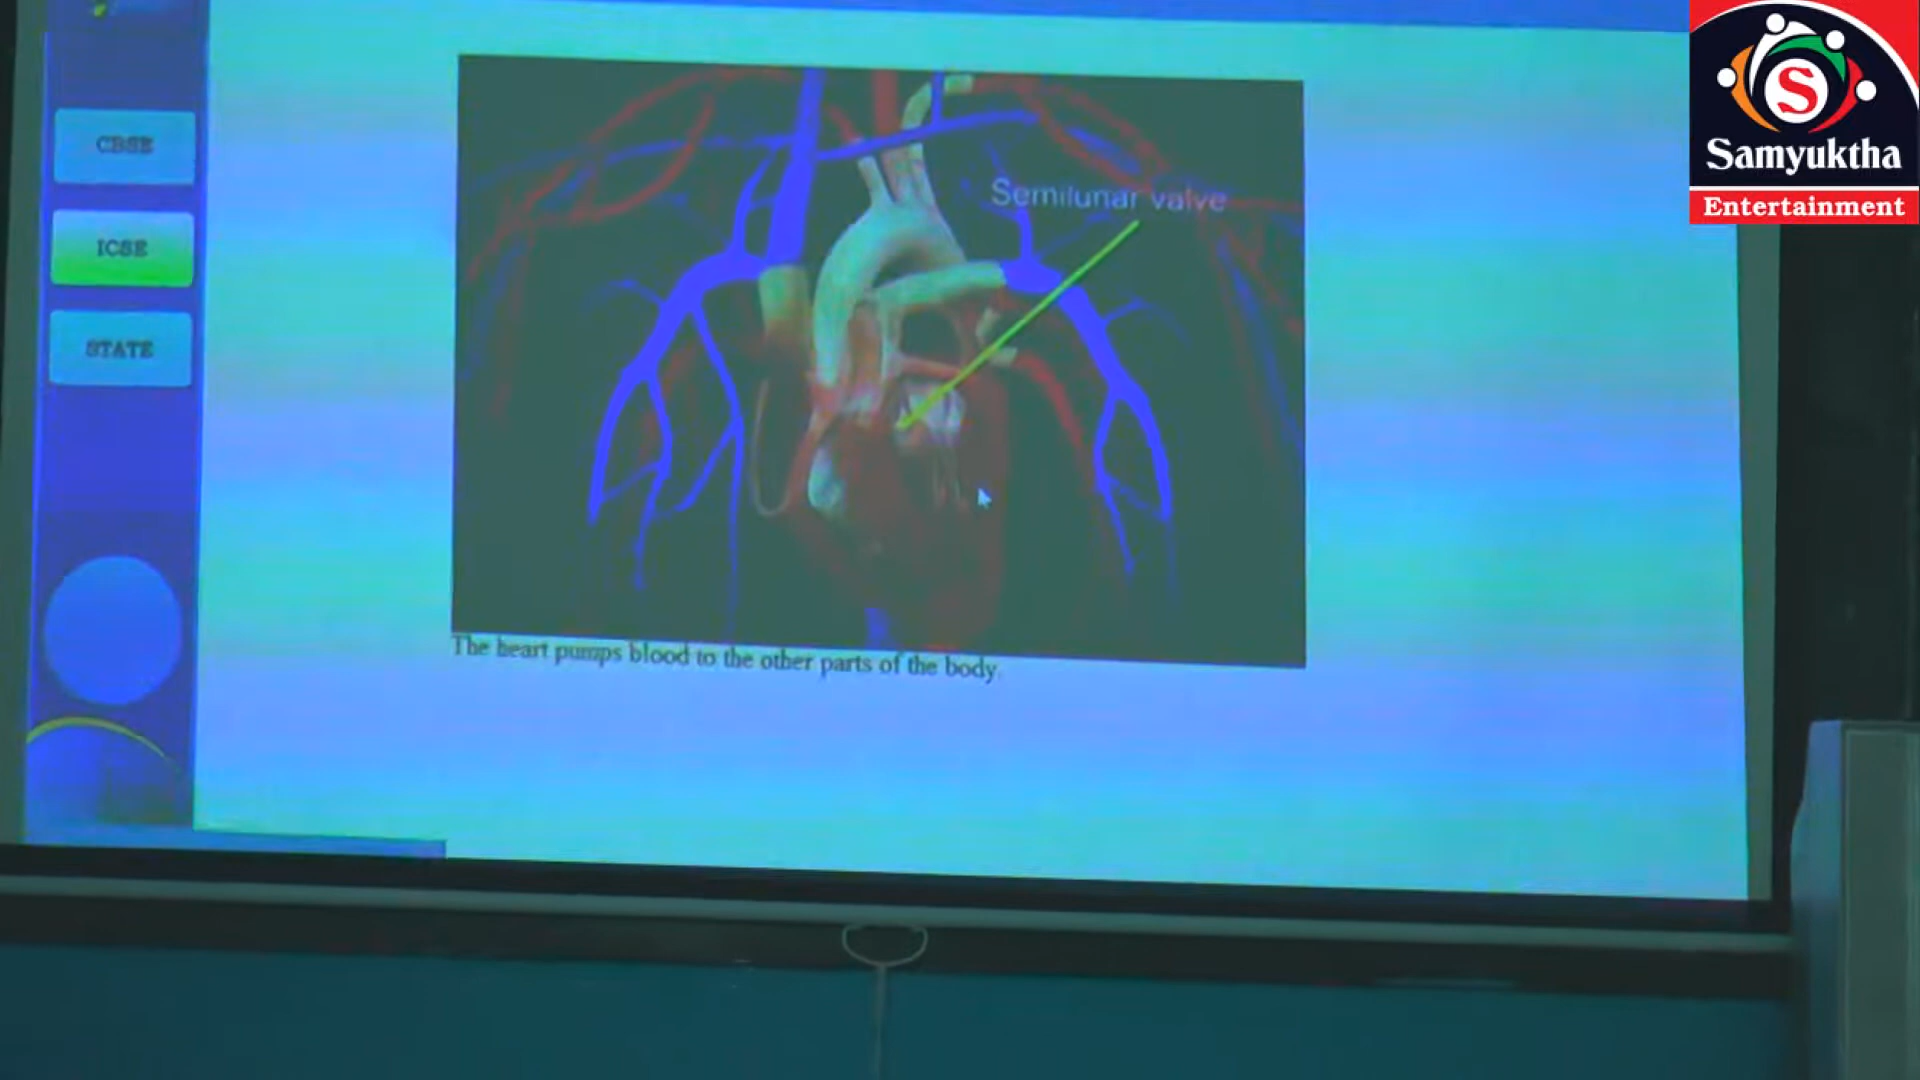 CBSE
ICSE
STATE
Semilunar valve
The heart pumps blood to the other parts of the body.
S
Samyuktha
Entertainment